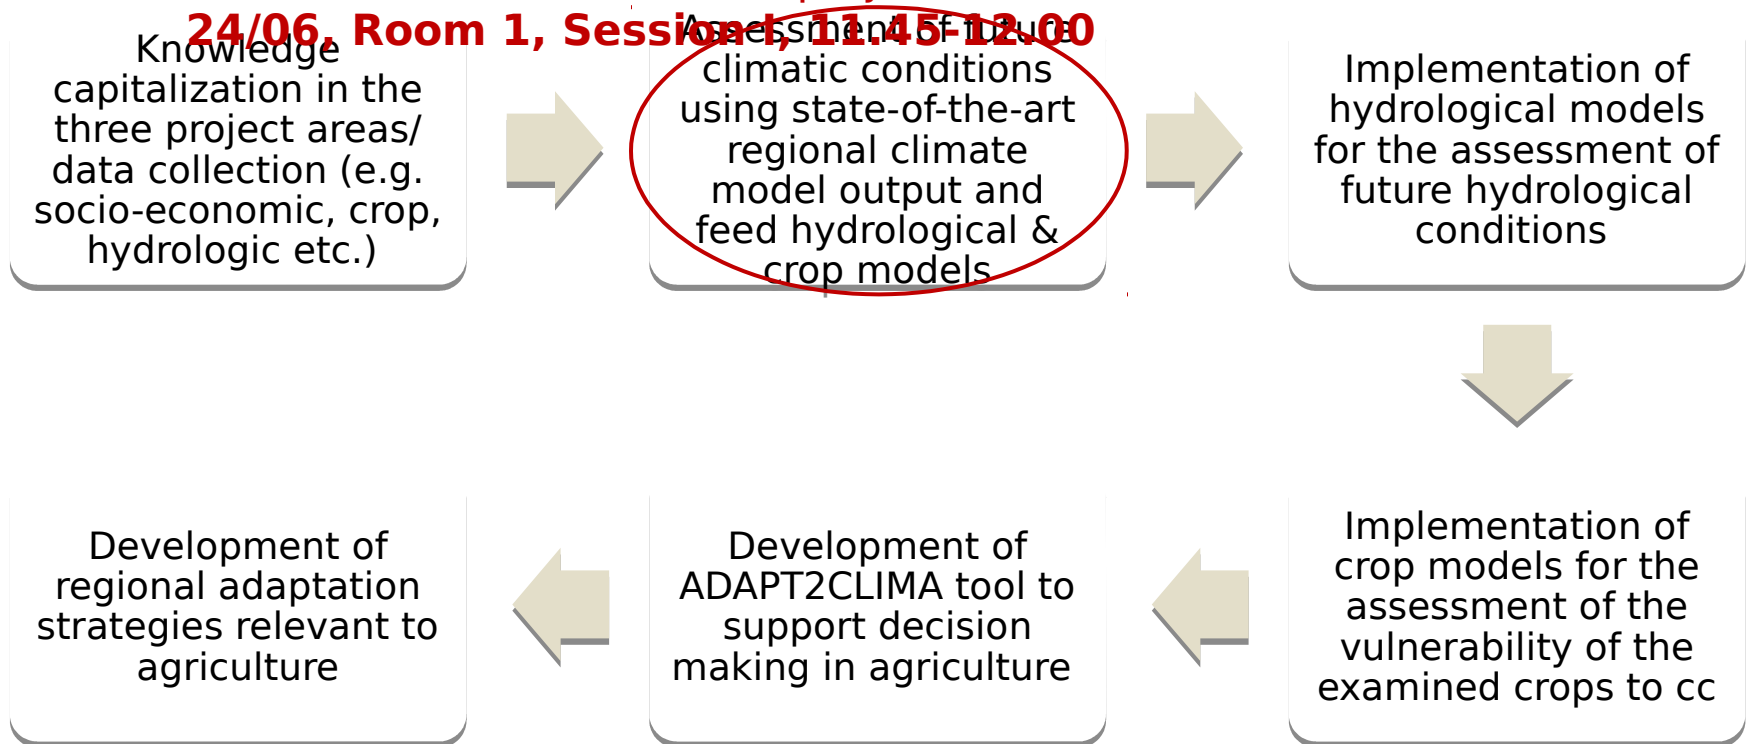 24/06, Room 1, Session I, 11.45-12.00
Knowledge
capitalization in the
three project areas/
data collection (e.g.
socio-economic, crop,
hydrologic etc.)
Assessment of future
climatic conditions
using state-of-the-art
regional climate
model output and
feed hydrological &
crop models
Implementation of
hydrological models
for the assessment of
future hydrological
conditions
Implementation of
crop models for the
assessment of the
vulnerability of the
examined crops to cc
Development of
ADAPT2CLIMA tool to
support decision
making in agriculture
Development of
regional adaptation
strategies relevant to
agriculture